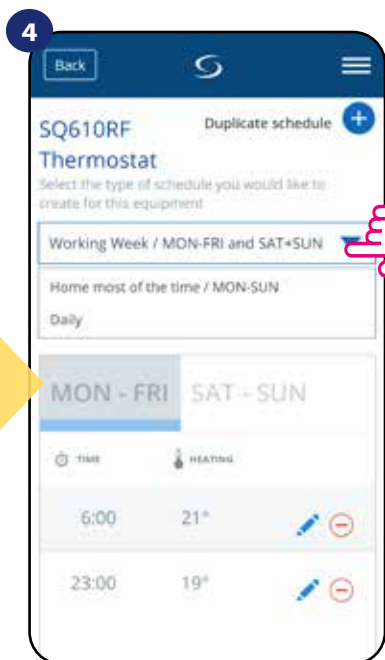 4
Back
SQ610RF
Thermostat
Duplicate schedule
Select the type of schedule you would like to
create for this equipment
Working Week / MON-FRI and SAT+SUN
Home most of the time / MON-SUN
Daily
MON - FRI SAT - SUN
TIME HEATING
6:00 21°
23:00 19°